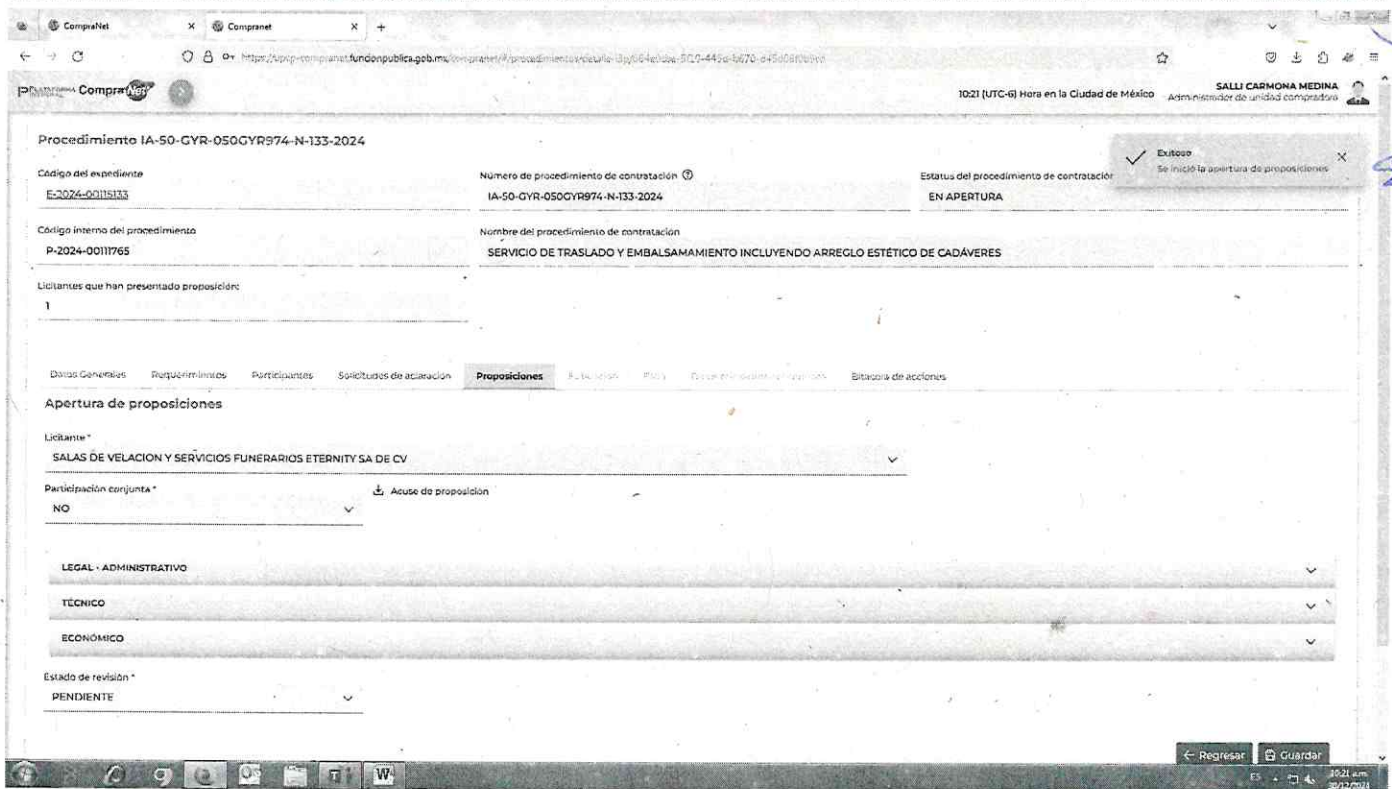 CompraNet
Compranet
CompraNet
10:21 (UTC-6) Hora en la Ciudad de México
SALLI CARMONA MEDINA
Administrador de unidad compradora
Procedimiento IA-50-GYR-050GYR974-N-133-2024
Exitoso
Se inició la apertura de proposiciones
Código del expediente
Número de procedimiento de contratación
Estatus del procedimiento de contratación
E-2024-00115133
IA-50-GYR-050GYR974-N-133-2024
EN APERTURA
Código interno del procedimiento
Nombre del procedimiento de contratación
P-2024-00111765
SERVICIO DE TRASLADO Y EMBALSAMAMIENTO INCLUYENDO ARREGLO ESTÉTICO DE CADÁVERES
Licitantes que han presentado proposición:
1
Datos Generales Requerimientos Participantes Solicitudes de aclaración Proposiciones Bitácora de acciones
Apertura de proposiciones
Licitante *
SALAS DE VELACION Y SERVICIOS FUNERARIOS ETERNITY SA DE CV
Participación conjunta *
Acuse de proposición
NO
LEGAL - ADMINISTRATIVO
TÉCNICO
ECONÓMICO
Estado de revisión *
PENDIENTE
Regresar Guardar
ES
10:21 a.m.